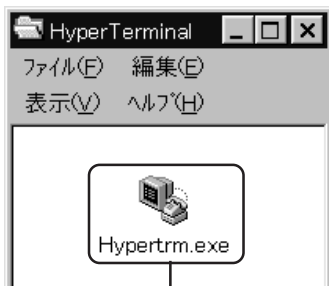 HyperTerminal
ﾌｧｲﾙ(F) 編集(E)
表示(V) ﾍﾙﾌﾟ(H)
Hypertrm.exe